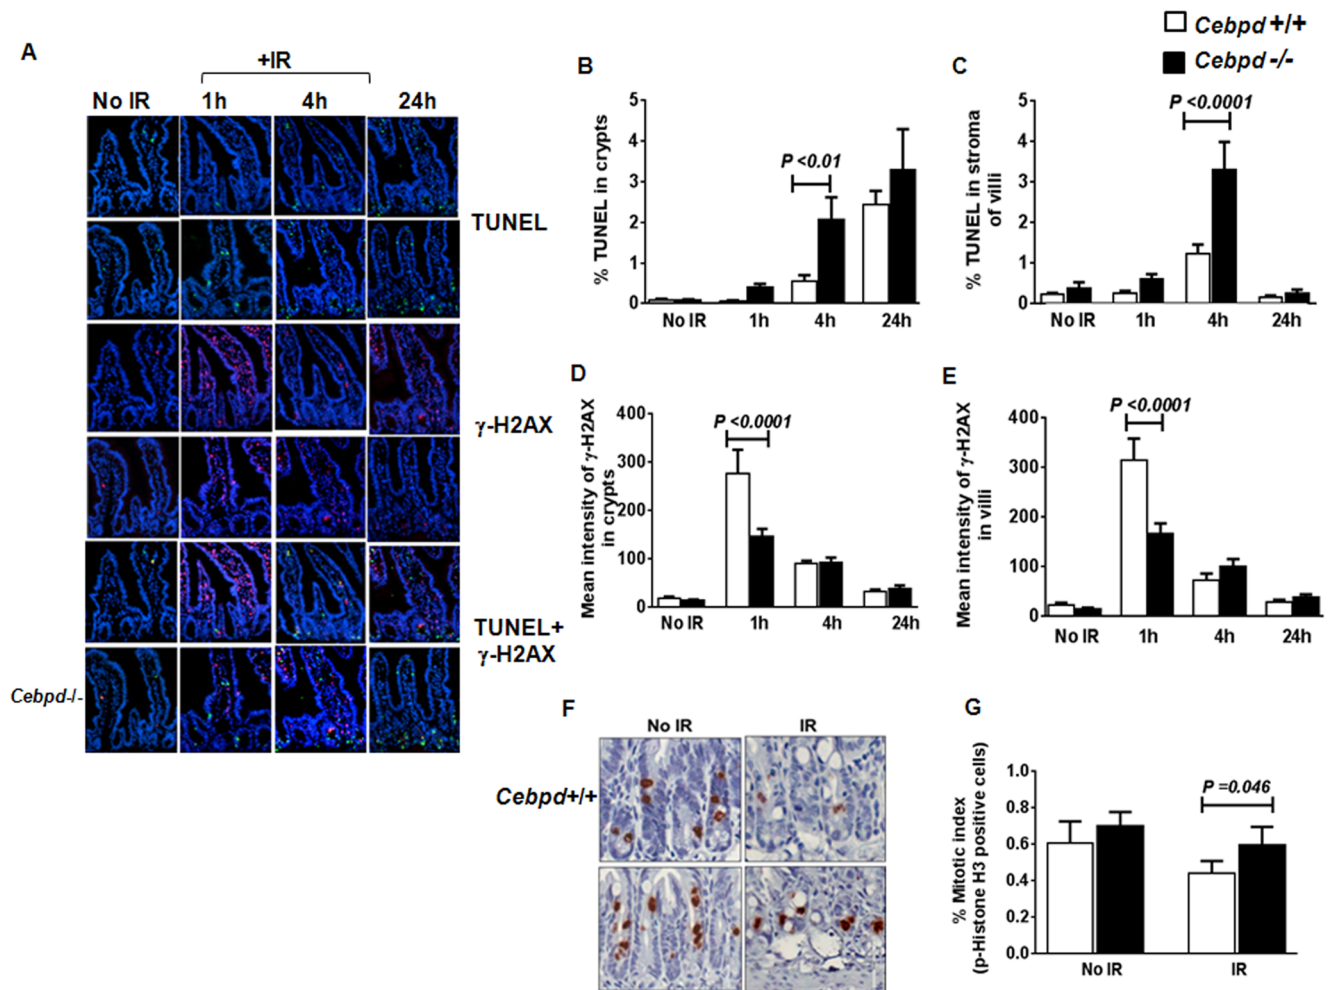 Cebpd +/+
Cebpd -/-
A
+IR
No IR 1h 4h 24h
TUNEL
γ-H2AX
TUNEL+
γ-H2AX
Cebpd-/-
B
% TUNEL in crypts
5
4
3
2
1
0
P <0.01
No IR 1h 4h 24h
C
% TUNEL in stroma
of villi
5
4
3
2
1
0
P <0.0001
No IR 1h 4h 24h
D
Mean intensity of γ-H2AX
in crypts
400
300
200
100
0
P <0.0001
No IR 1h 4h 24h
E
Mean intensity of γ-H2AX
in villi
400
300
200
100
0
P <0.0001
No IR 1h 4h 24h
F
No IR IR
Cebpd+/+
G
% Mitotic index
(p-Histone H3 positive cells)
1.0
0.8
0.6
0.4
0.2
0.0
P =0.046
No IR IR